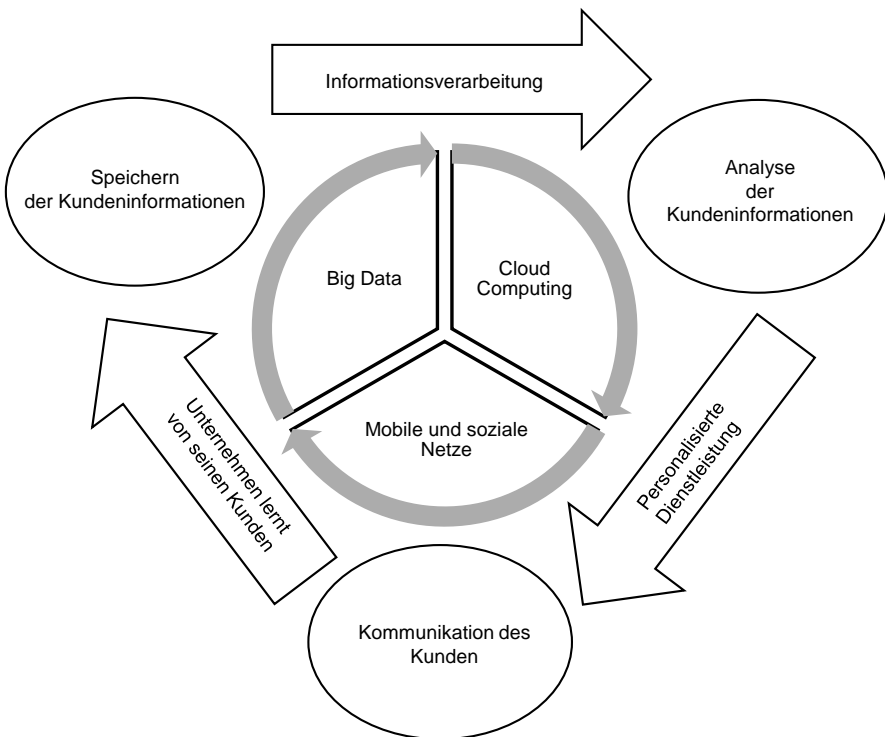 Informationsverarbeitung
Speichern
der Kundeninformationen
Analyse
der
Kundeninformationen
Big Data
Cloud
Computing
Mobile und soziale
Netze
Unternehmen lernt
von seinen Kunden
Personalisierte
Dienstleistung
Kommunikation des
Kunden